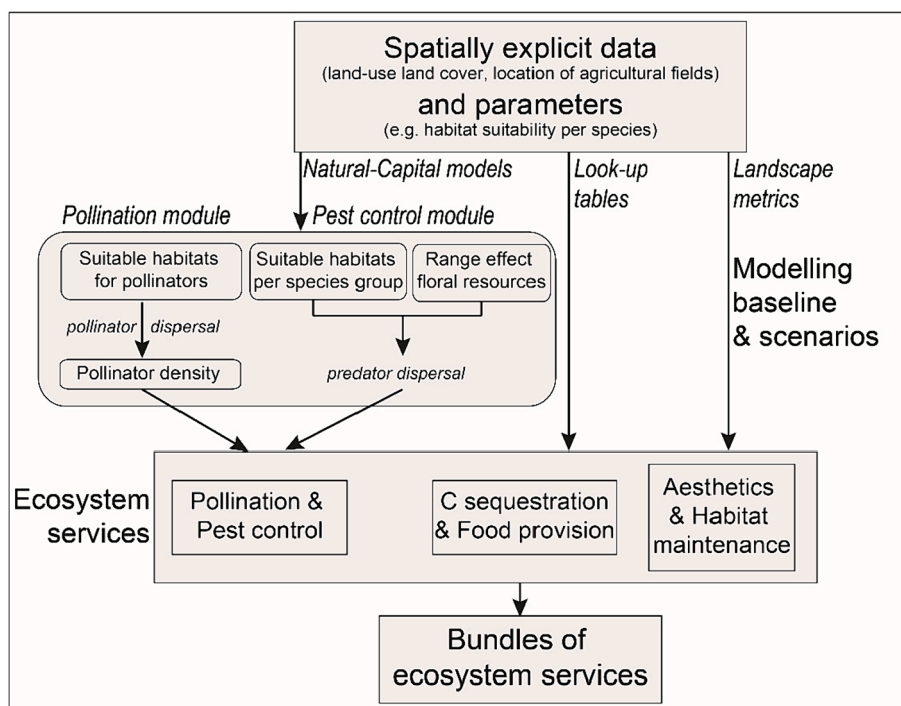 Spatially explicit data
(land-use land cover, location of agricultural fields)
and parameters
(e.g. habitat suitability per species)
Natural-Capital models
Look-up
tables
Landscape
metrics
Pollination module
Pest control module
Suitable habitats
for pollinators
Suitable habitats
per species group
Range effect
floral resources
Modelling
baseline
& scenarios
pollinator dispersal
Pollinator density
predator dispersal
Ecosystem
services
Pollination &
Pest control
C sequestration
& Food provision
Aesthetics
& Habitat
maintenance
Bundles of
ecosystem services